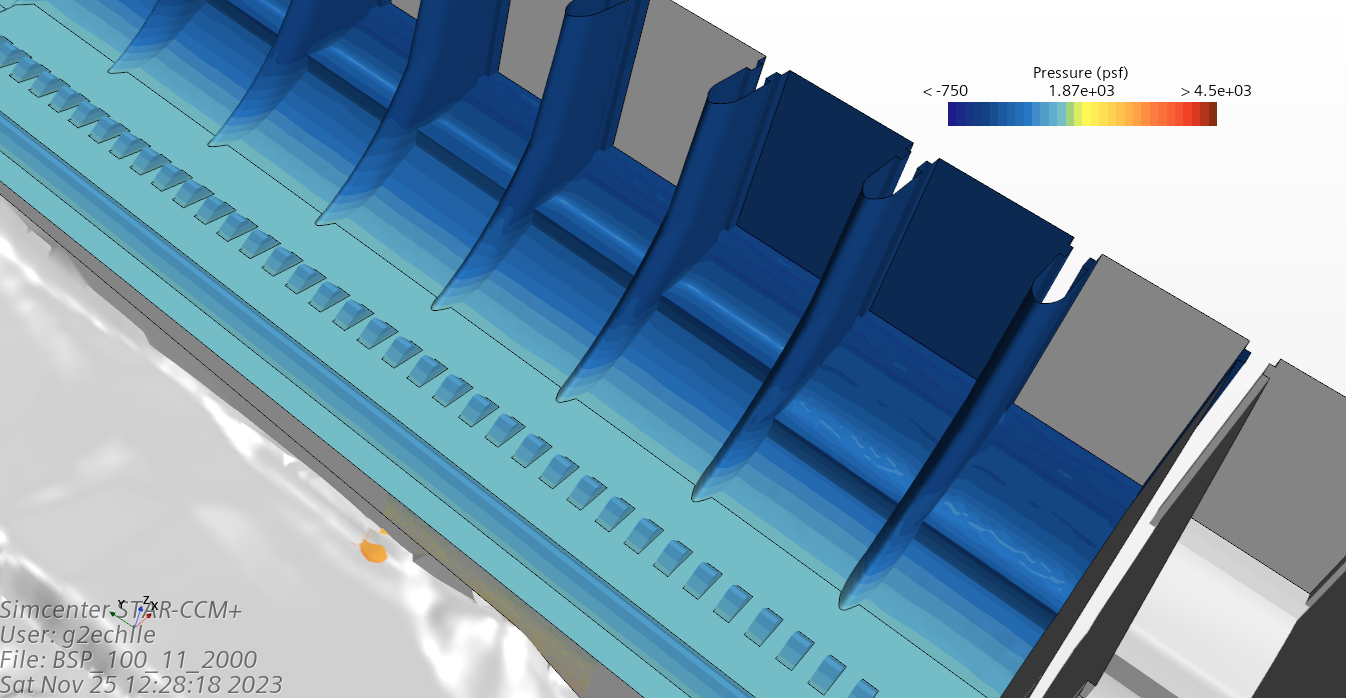 Pressure (psf)
< -750 1.87e+03 > 4.5e+03
Y Z X
Simcenter STAR-CCM+
User: g2echlle
File: BSP_100_11_2000
Sat Nov 25 12:28:18 2023